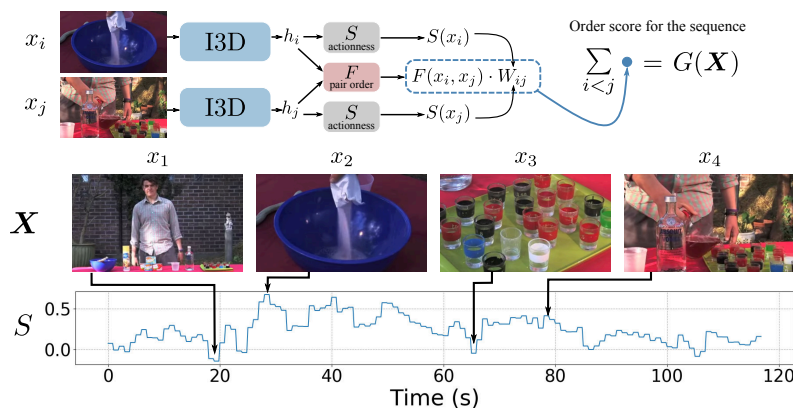 Order score for the sequence
x_i I3D h_i S actionness S(x_i)
F pair order F(x_i, x_j) · W_ij
∑ i<j = G(X)
x_j I3D h_j S actionness S(x_j)
x_1 x_2 x_3 x_4
X
S
0.5
0.0
0 20 40 60 80 100 120
Time (s)